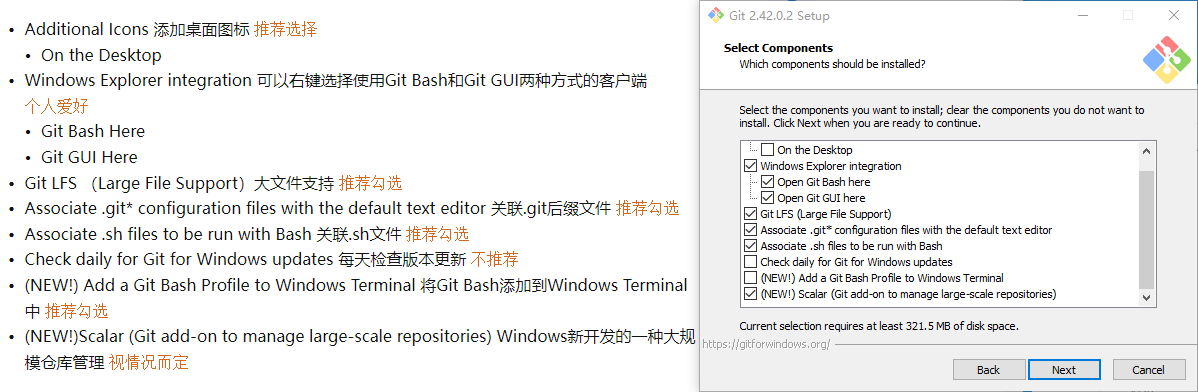 Additional Icons 添加桌面图标 推荐选择
On the Desktop
Windows Explorer integration 可以右键选择使用Git Bash和Git GUI两种方式的客户端
个人爱好
Git Bash Here
Git GUI Here
Git LFS （Large File Support）大文件支持 推荐勾选
Associate .git* configuration files with the default text editor 关联.git后缀文件 推荐勾选
Associate .sh files to be run with Bash 关联.sh文件 推荐勾选
Check daily for Git for Windows updates 每天检查版本更新 不推荐
(NEW!) Add a Git Bash Profile to Windows Terminal 将Git Bash添加到Windows Terminal
中 推荐勾选
(NEW!)Scalar (Git add-on to manage large-scale repositories) Windows新开发的一种大规
模仓库管理 视情况而定
Git 2.42.0.2 Setup
Select Components
Which components should be installed?
Select the components you want to install; clear the components you do not want to
install. Click Next when you are ready to continue.
On the Desktop
Windows Explorer integration
Open Git Bash here
Open Git GUI here
Git LFS (Large File Support)
Associate .git* configuration files with the default text editor
Associate .sh files to be run with Bash
Check daily for Git for Windows updates
(NEW!) Add a Git Bash Profile to Windows Terminal
(NEW!) Scalar (Git add-on to manage large-scale repositories)
Current selection requires at least 321.5 MB of disk space.
https://gitforwindows.org/
Back
Next
Cancel